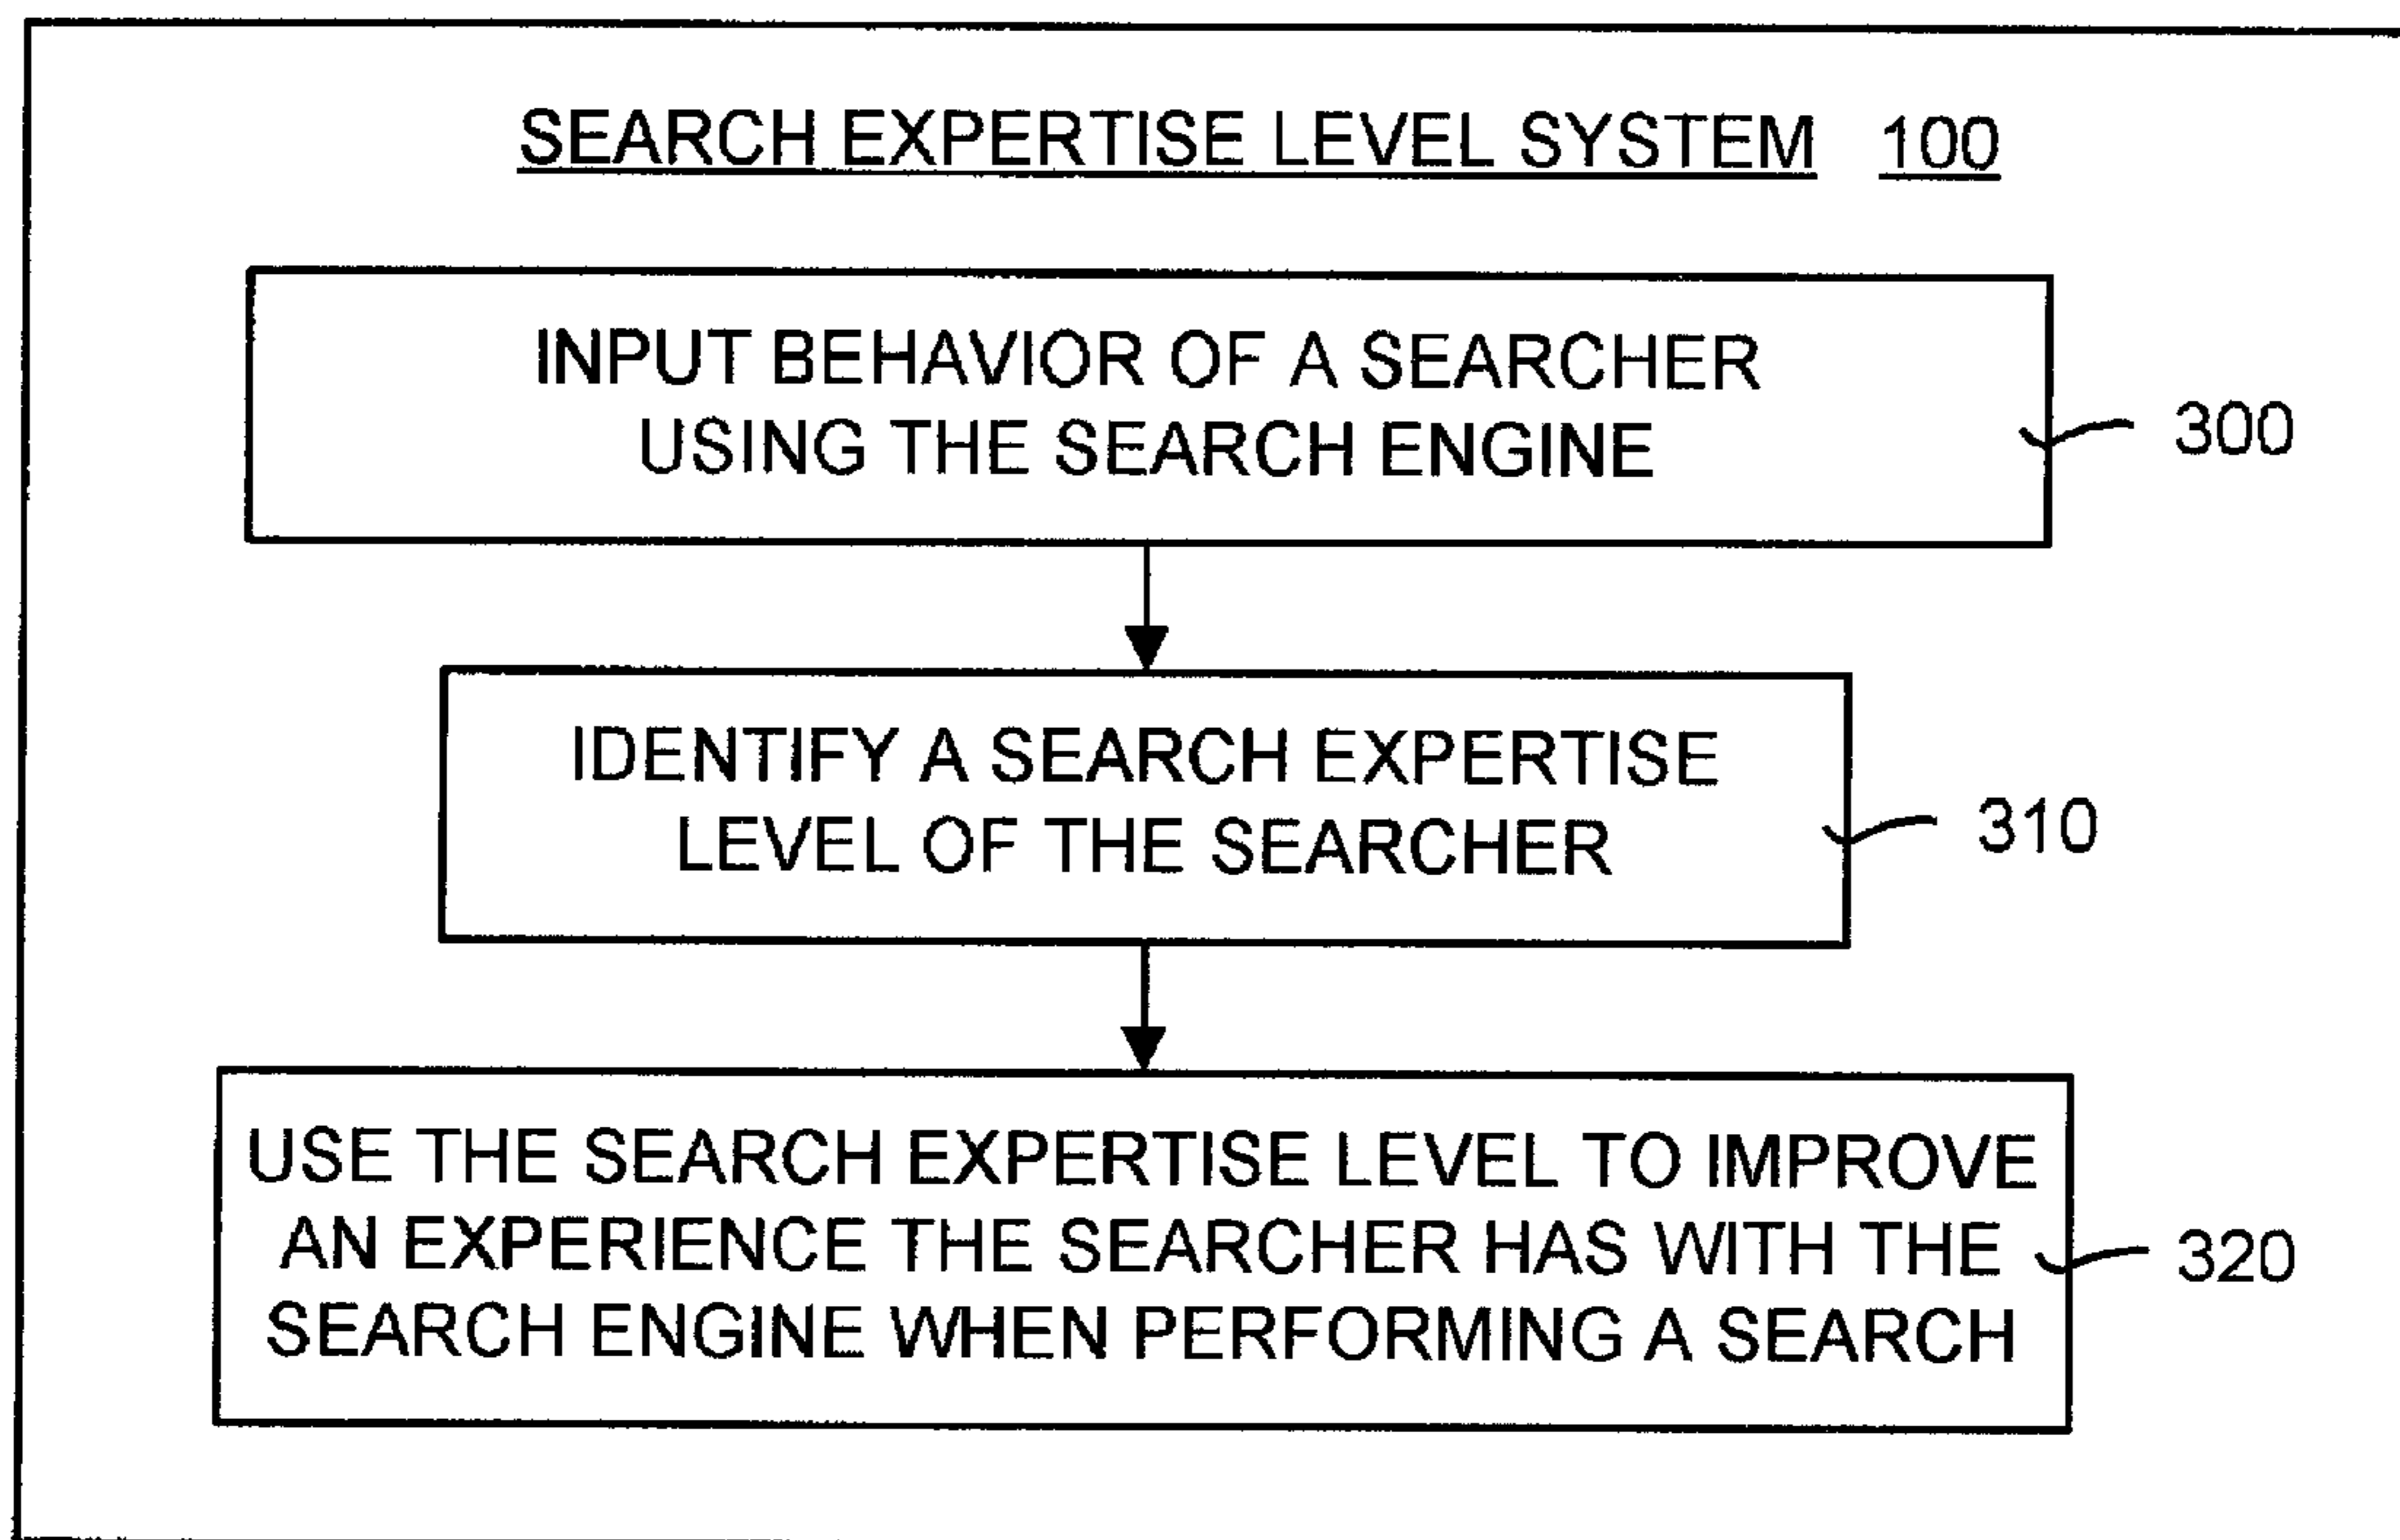 SEARCH EXPERTISE LEVEL SYSTEM 100
INPUT BEHAVIOR OF A SEARCHER
USING THE SEARCH ENGINE
300
IDENTIFY A SEARCH EXPERTISE
LEVEL OF THE SEARCHER
310
USE THE SEARCH EXPERTISE LEVEL TO IMPROVE
AN EXPERIENCE THE SEARCHER HAS WITH THE
SEARCH ENGINE WHEN PERFORMING A SEARCH
320